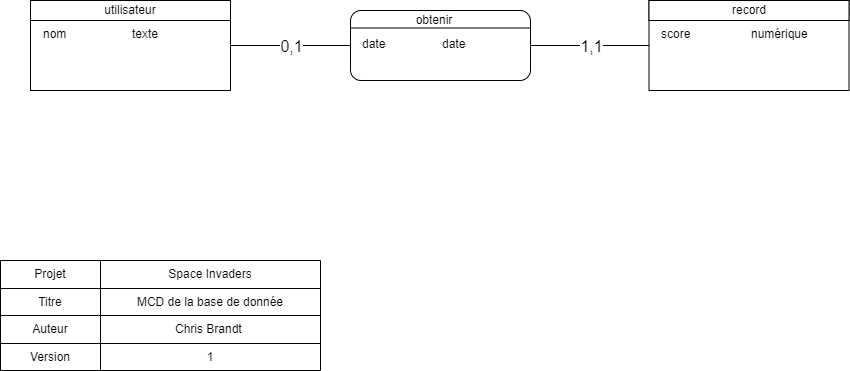 utilisateur
nom texte
0,1
obtenir
date date
1,1
record
score numérique
Projet Space Invaders
Titre MCD de la base de donnée
Auteur Chris Brandt
Version 1